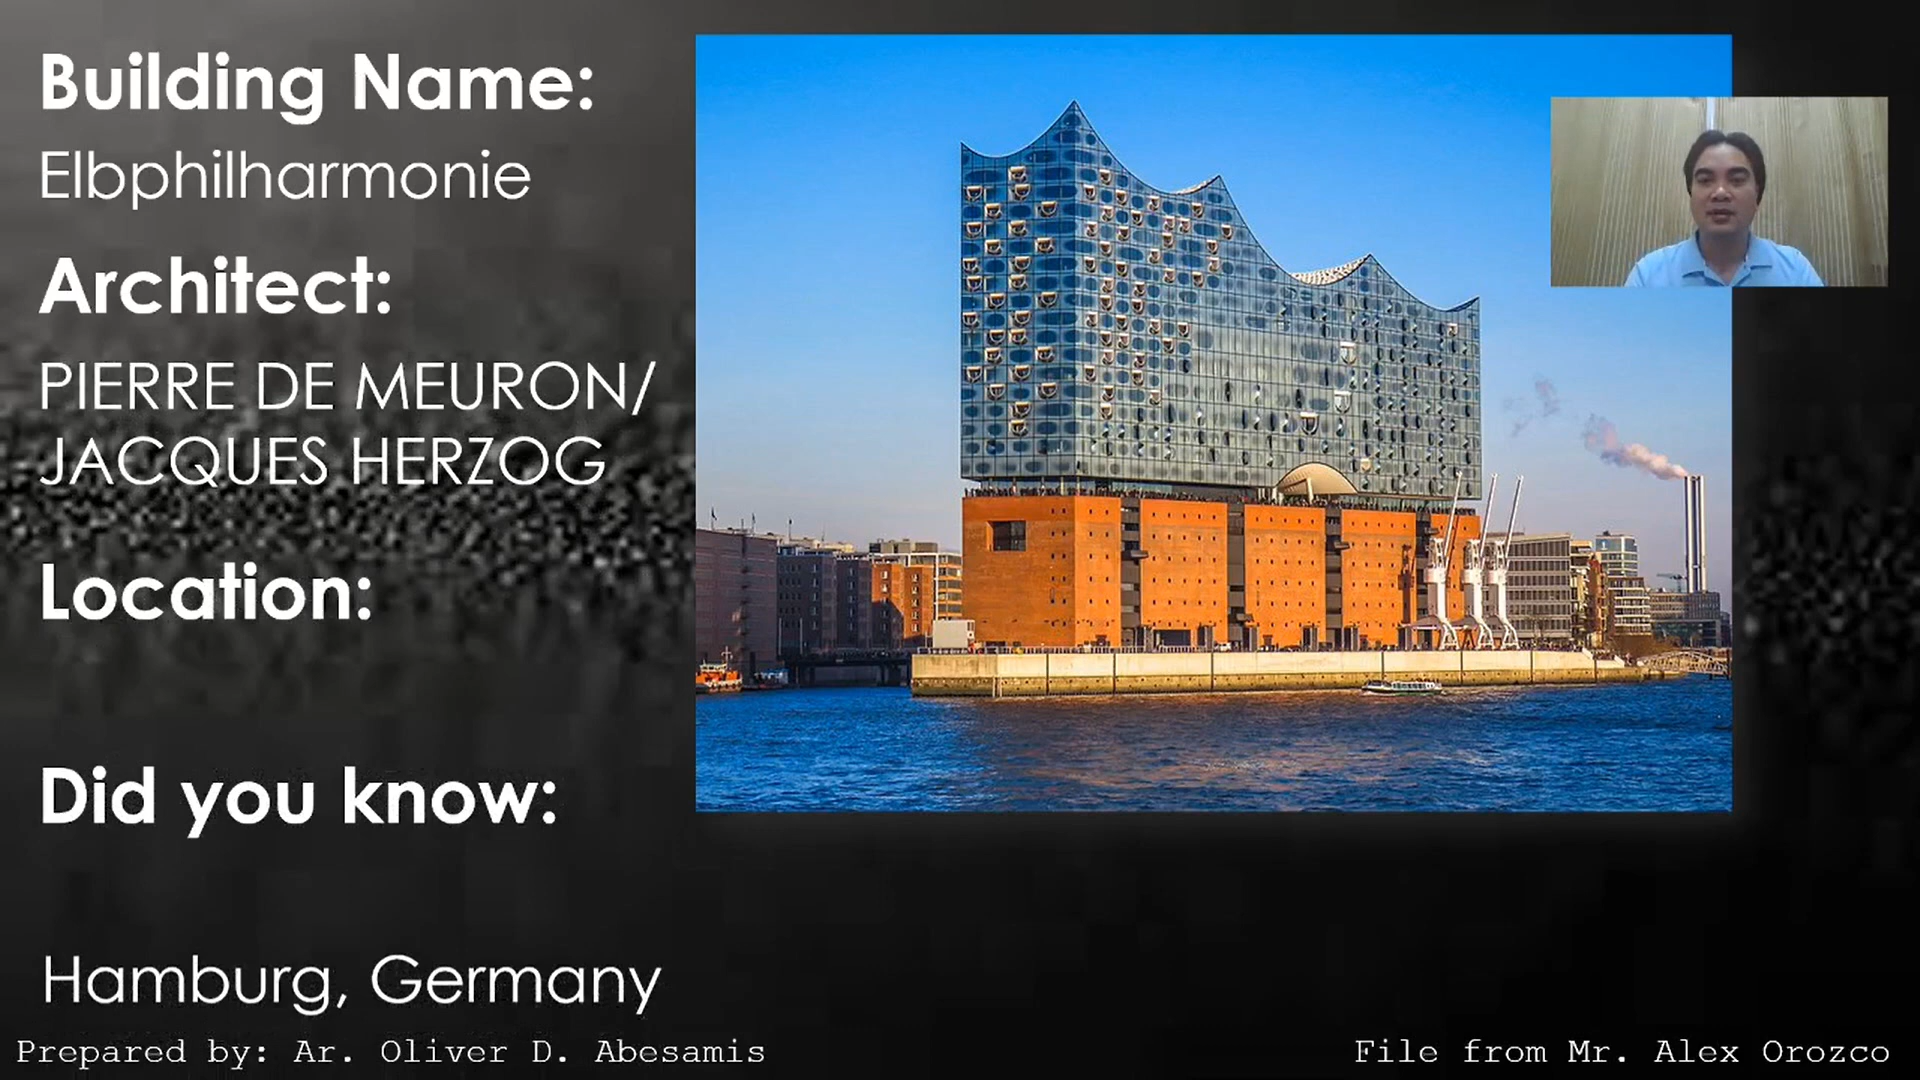 Building Name:
Elbphilharmonie
Architect:
PIERRE DE MEURON/
JACQUES HERZOG
Location:
Did you know:
Hamburg, Germany
Prepared by: Ar. Oliver D. Abesamis
File from Mr. Alex Orozco